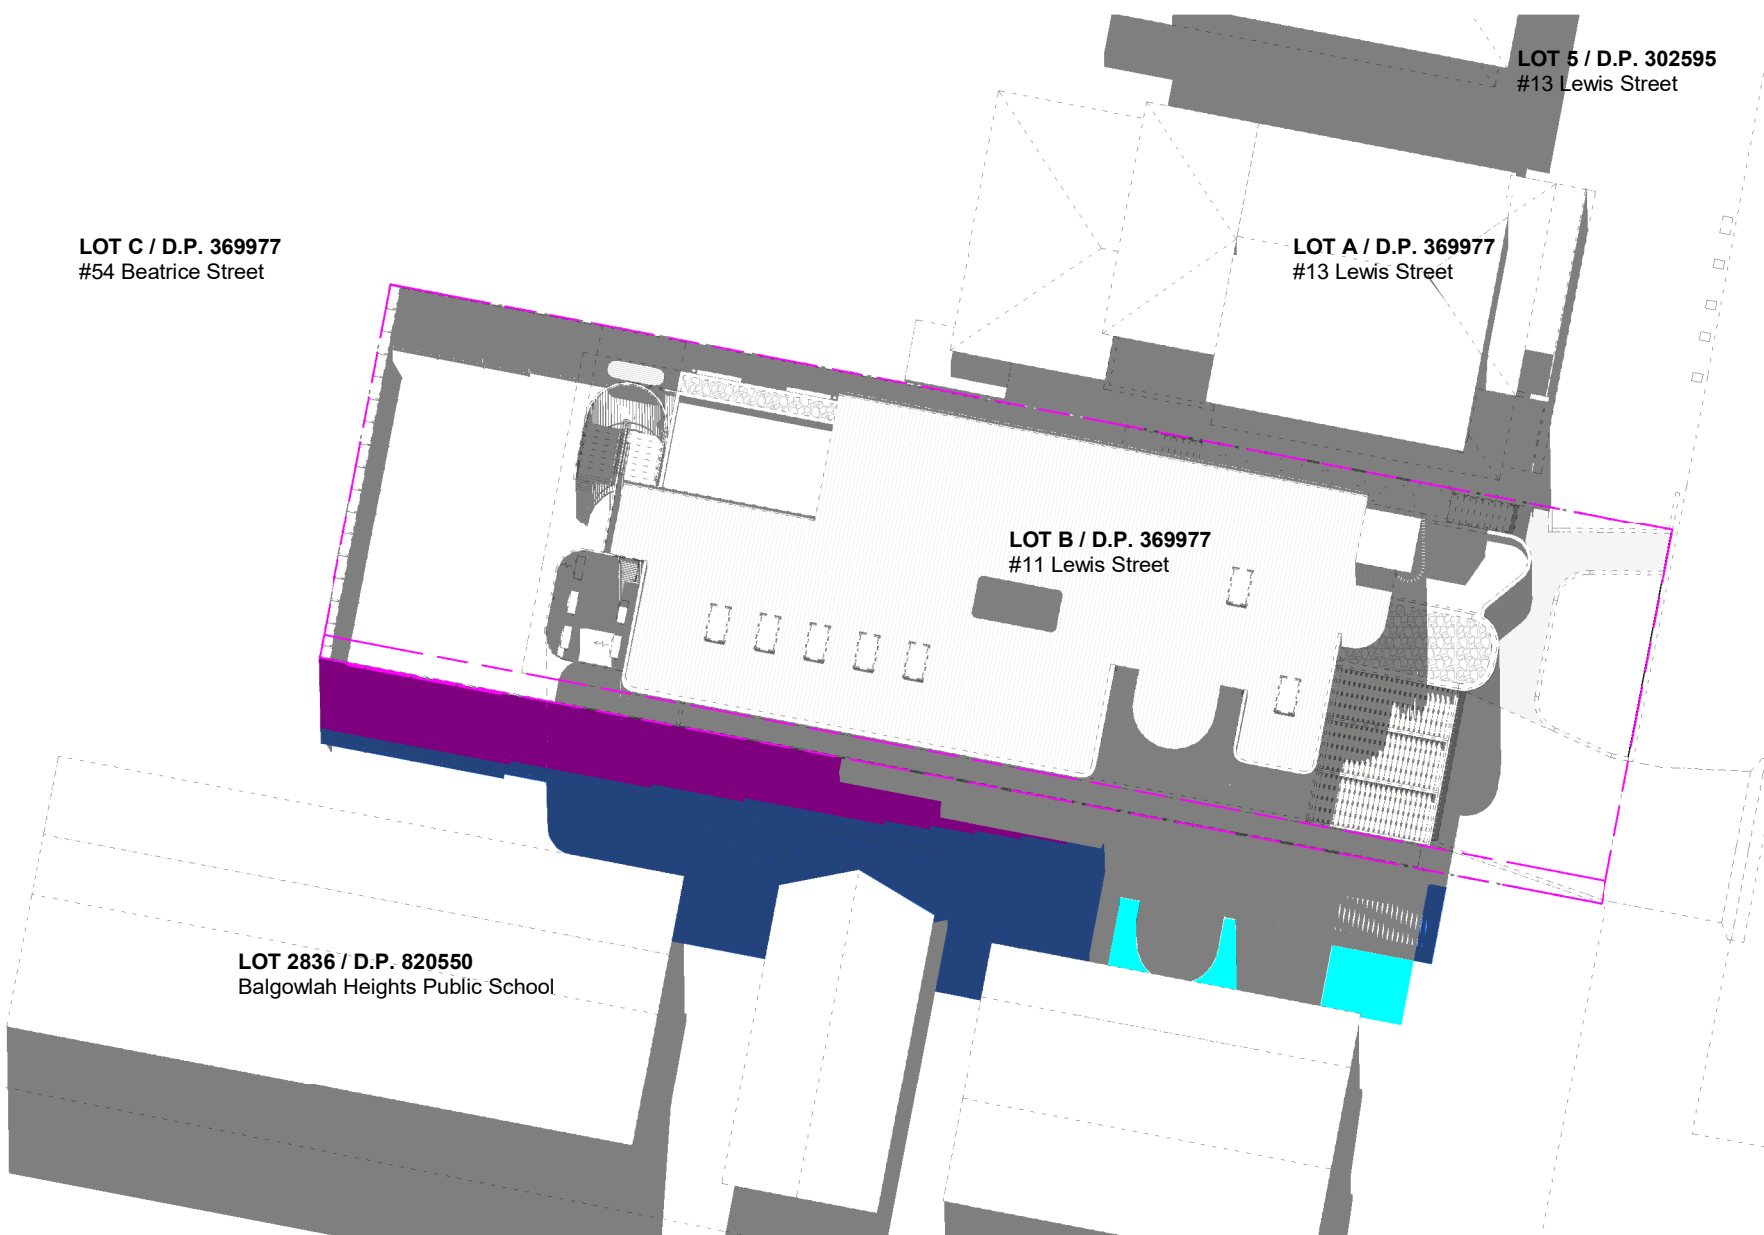 LOT 5 / D.P. 302595
#13 Lewis Street
LOT C / D.P. 369977
#54 Beatrice Street
LOT A / D.P. 369977
#13 Lewis Street
LOT B / D.P. 369977
#11 Lewis Street
LOT 2836 / D.P. 820550
Balgowlah Heights Public School